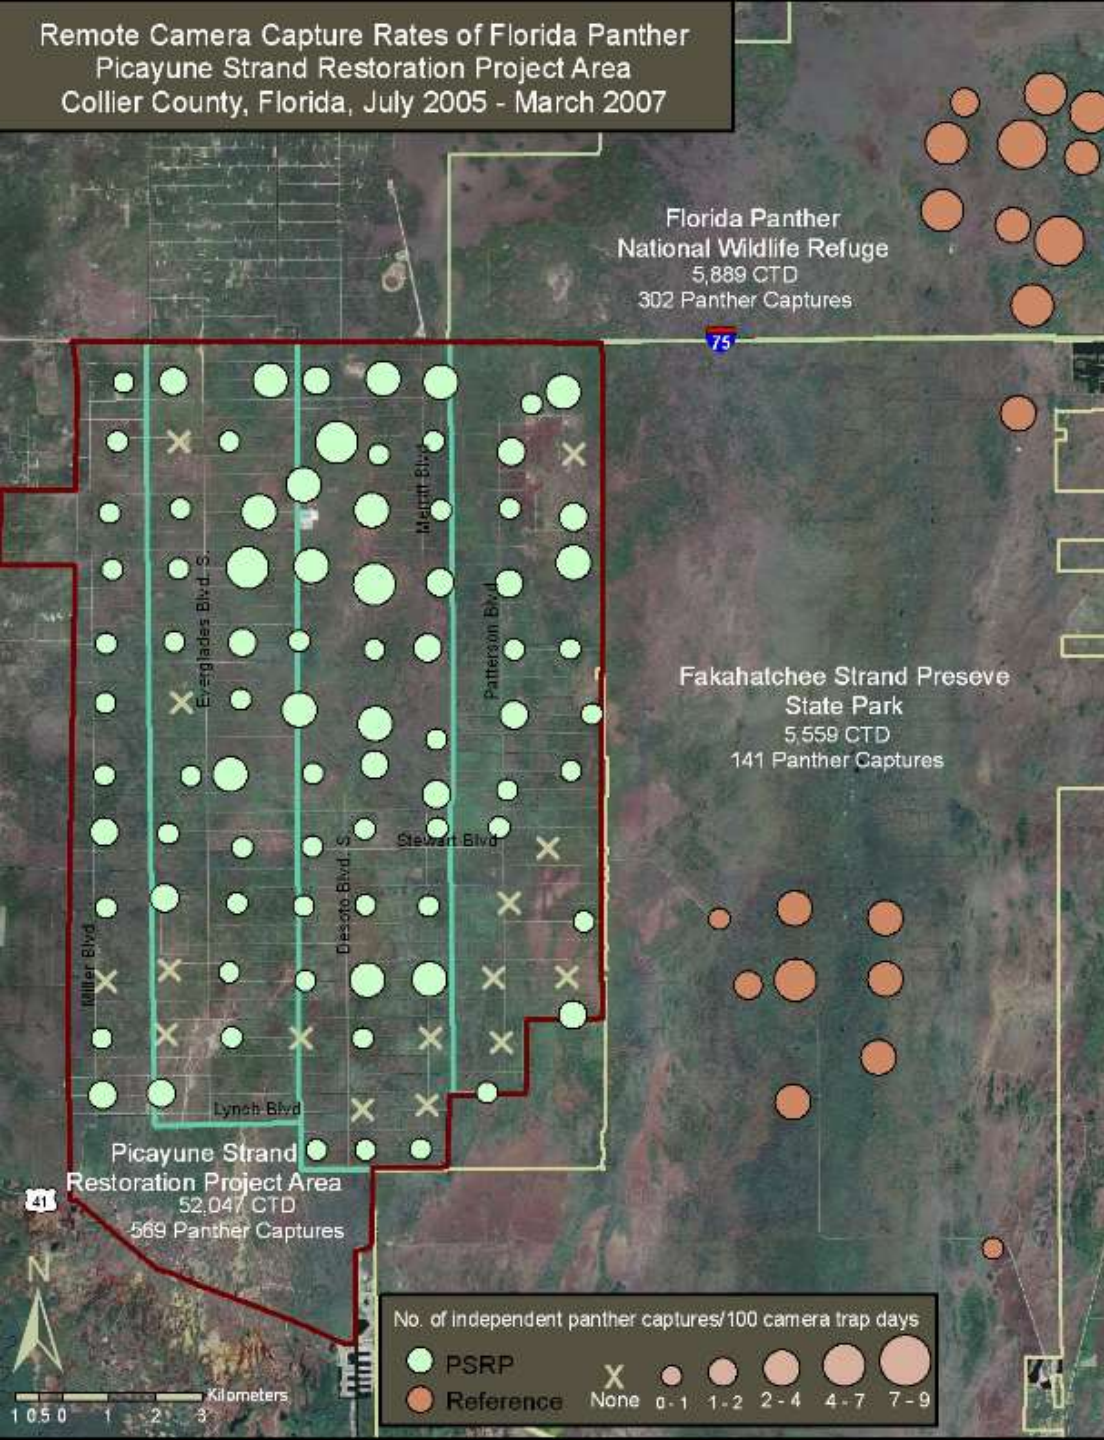 Remote Camera Capture Rates of Florida Panther
Picayune Strand Restoration Project Area
Collier County, Florida, July 2005 - March 2007
Florida Panther
National Wildlife Refuge
5,889 CTD
302 Panther Captures
75
Merritt Blvd
Everglades Blvd. S.
Patterson Blvd
Fakahatchee Strand Preseve
State Park
5,559 CTD
141 Panther Captures
Stewart Blvd
Desoto Blvd. S.
Miller Blvd
Lynch Blvd
Picayune Strand
Restoration Project Area
52,047 CTD
569 Panther Captures
41
N
No. of independent panther captures/100 camera trap days
PSRP
Reference
None 0 - 1 1 - 2 2 - 4 4 - 7 7 - 9
Kilometers
1 0.5 0 1 2 3